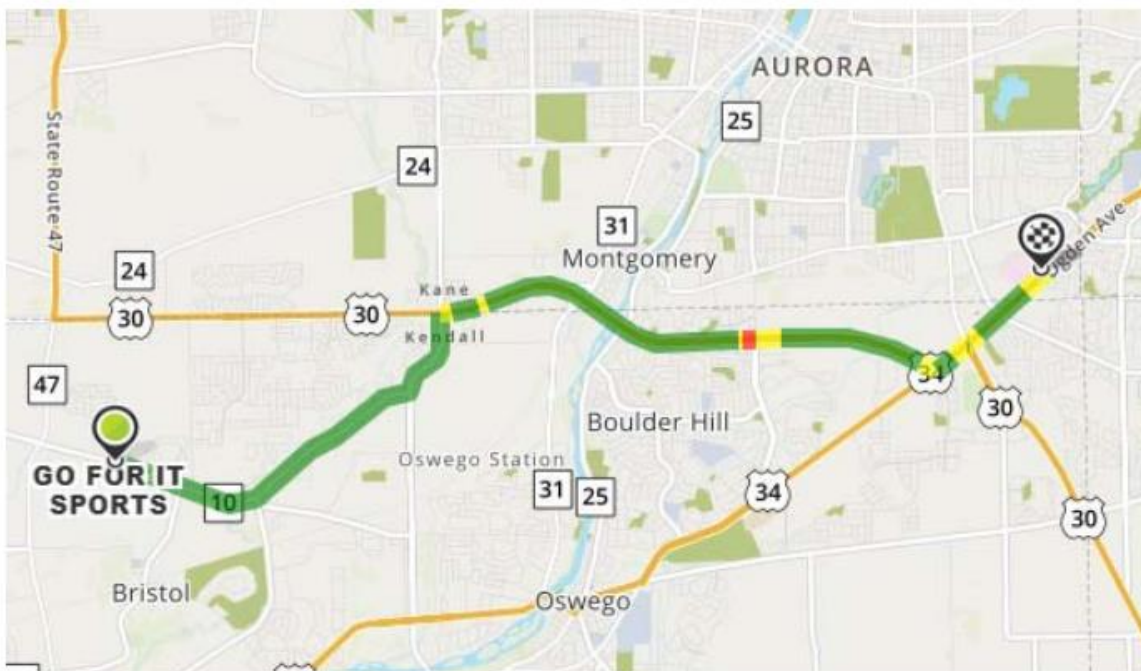 AURORA
25
State Route 47
24
31
Montgomery
Ogden Ave
24
Kane
30
30
Kendall
34
47
30
Boulder Hill
GO FOR IT
SPORTS
Oswego Station
10
31
25
34
30
Bristol
Oswego